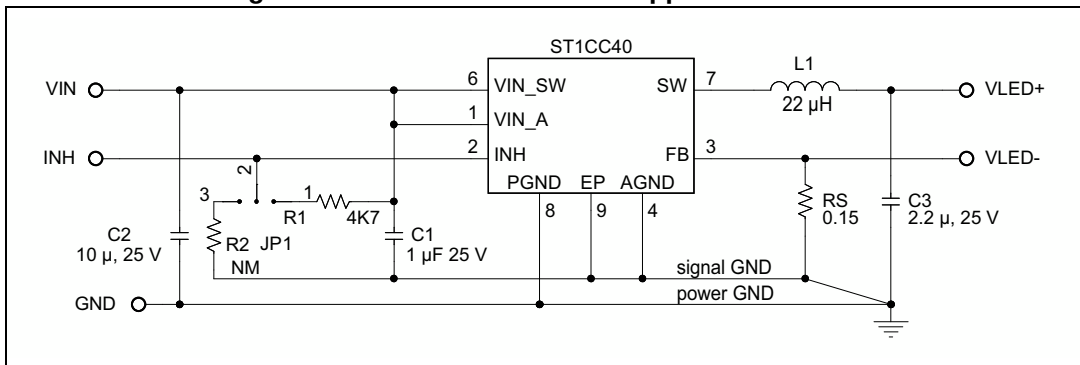 ST1CC40
VIN
6
VIN_SW
SW
7
L1
22 µH
VLED+
1
VIN_A
INH
2
INH
FB
3
VLED-
2
PGND
EP
AGND
8
9
4
3
1
R1
4K7
R2
JP1
NM
C2
10 µ, 25 V
C1
1 µF 25 V
RS
0.15
C3
2.2 µ, 25 V
signal GND
power GND
GND